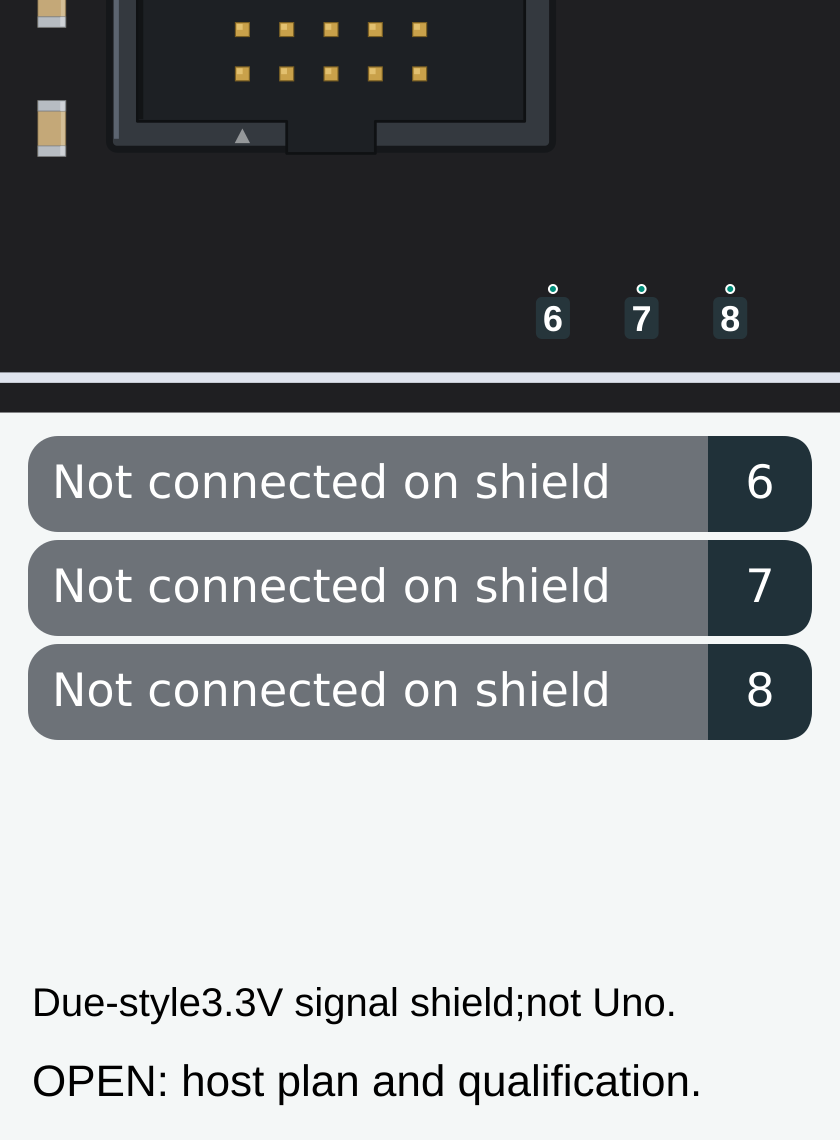 6 7 8
Not connected on shield 6
Not connected on shield 7
Not connected on shield 8
Due-style3.3V signal shield;not Uno.
OPEN: host plan and qualification.